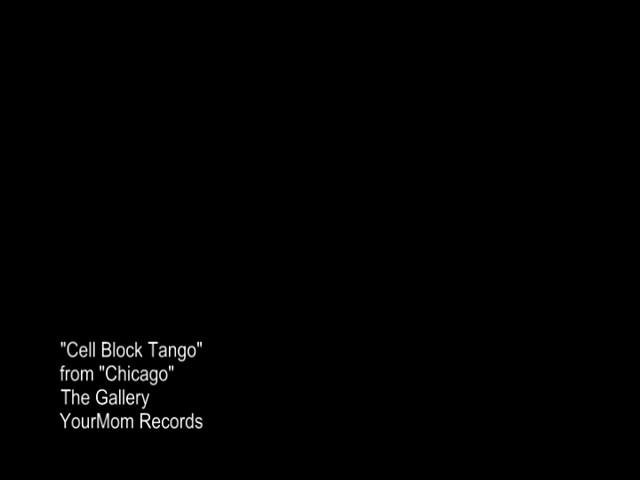 "Cell Block Tango"
from "Chicago"
The Gallery
YourMom Records